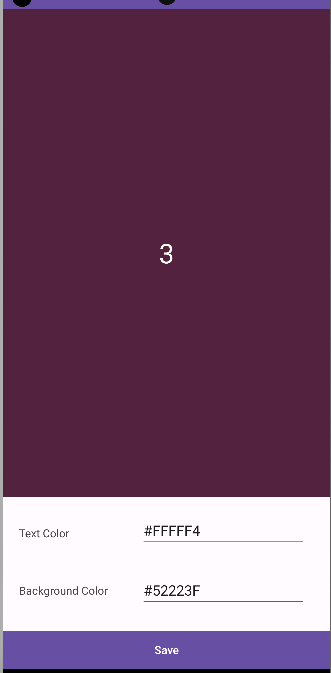 3
Text Color
#FFFFF4
Background Color
#52223F
Save